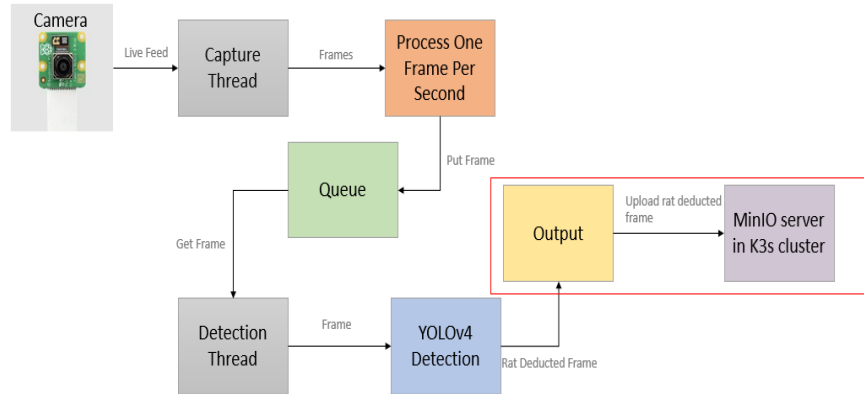 Camera
Live Feed
Capture
Thread
Frames
Process One
Frame Per
Second
Put Frame
Queue
Get Frame
Detection
Thread
Frame
YOLOv4
Detection
Rat Deducted Frame
Output
Upload rat deducted
frame
MinIO server
in K3s cluster